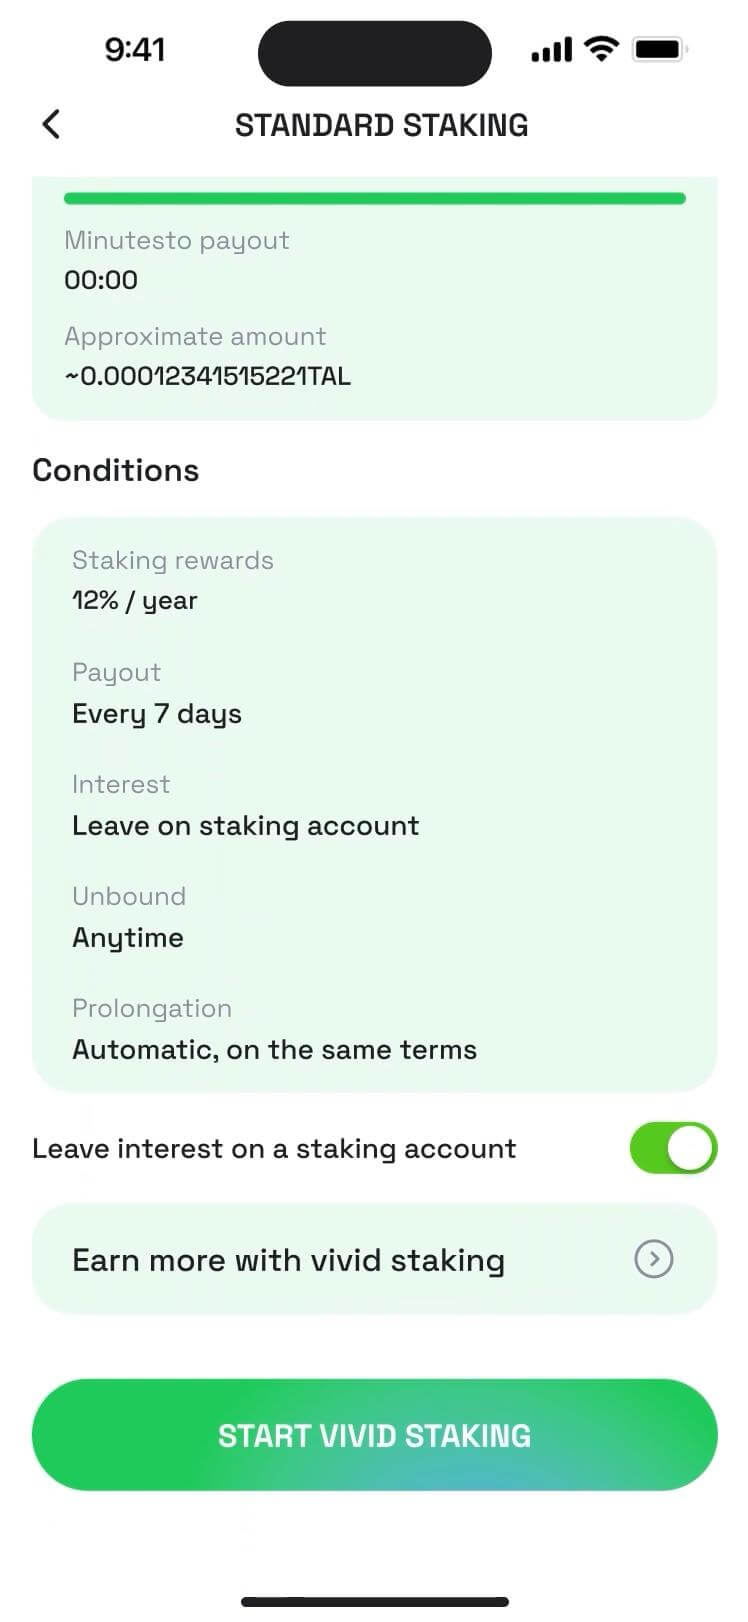 9:41
STANDARD STAKING
Minutesto payout
00:00
Approximate amount
~0.00012341515221TAL
Conditions
Staking rewards
12% / year
Payout
Every 7 days
Interest
Leave on staking account
Unbound
Anytime
Prolongation
Automatic, on the same terms
Leave interest on a staking account
Earn more with vivid staking
START VIVID STAKING